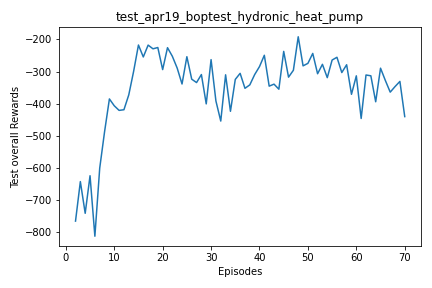 test_apr19_boptest_hydronic_heat_pump
−200
−300
−400
−500
−600
−700
−800
Test overall Rewards
0 10 20 30 40 50 60 70
Episodes